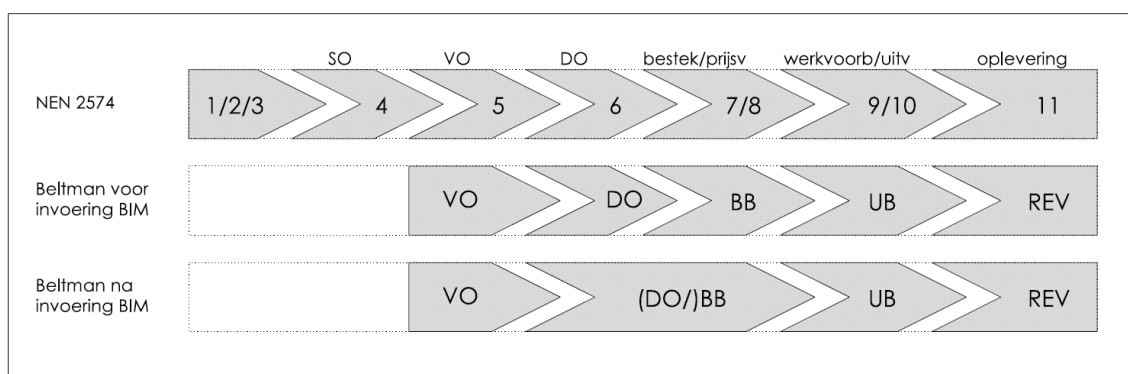 SO VO DO bestek/prijsv werkvoorb/uitv oplevering
NEN 2574 1/2/3 4 5 6 7/8 9/10 11
Beltman voor
invoering BIM
VO DO BB UB REV
Beltman na
invoering BIM
VO (DO/)BB UB REV